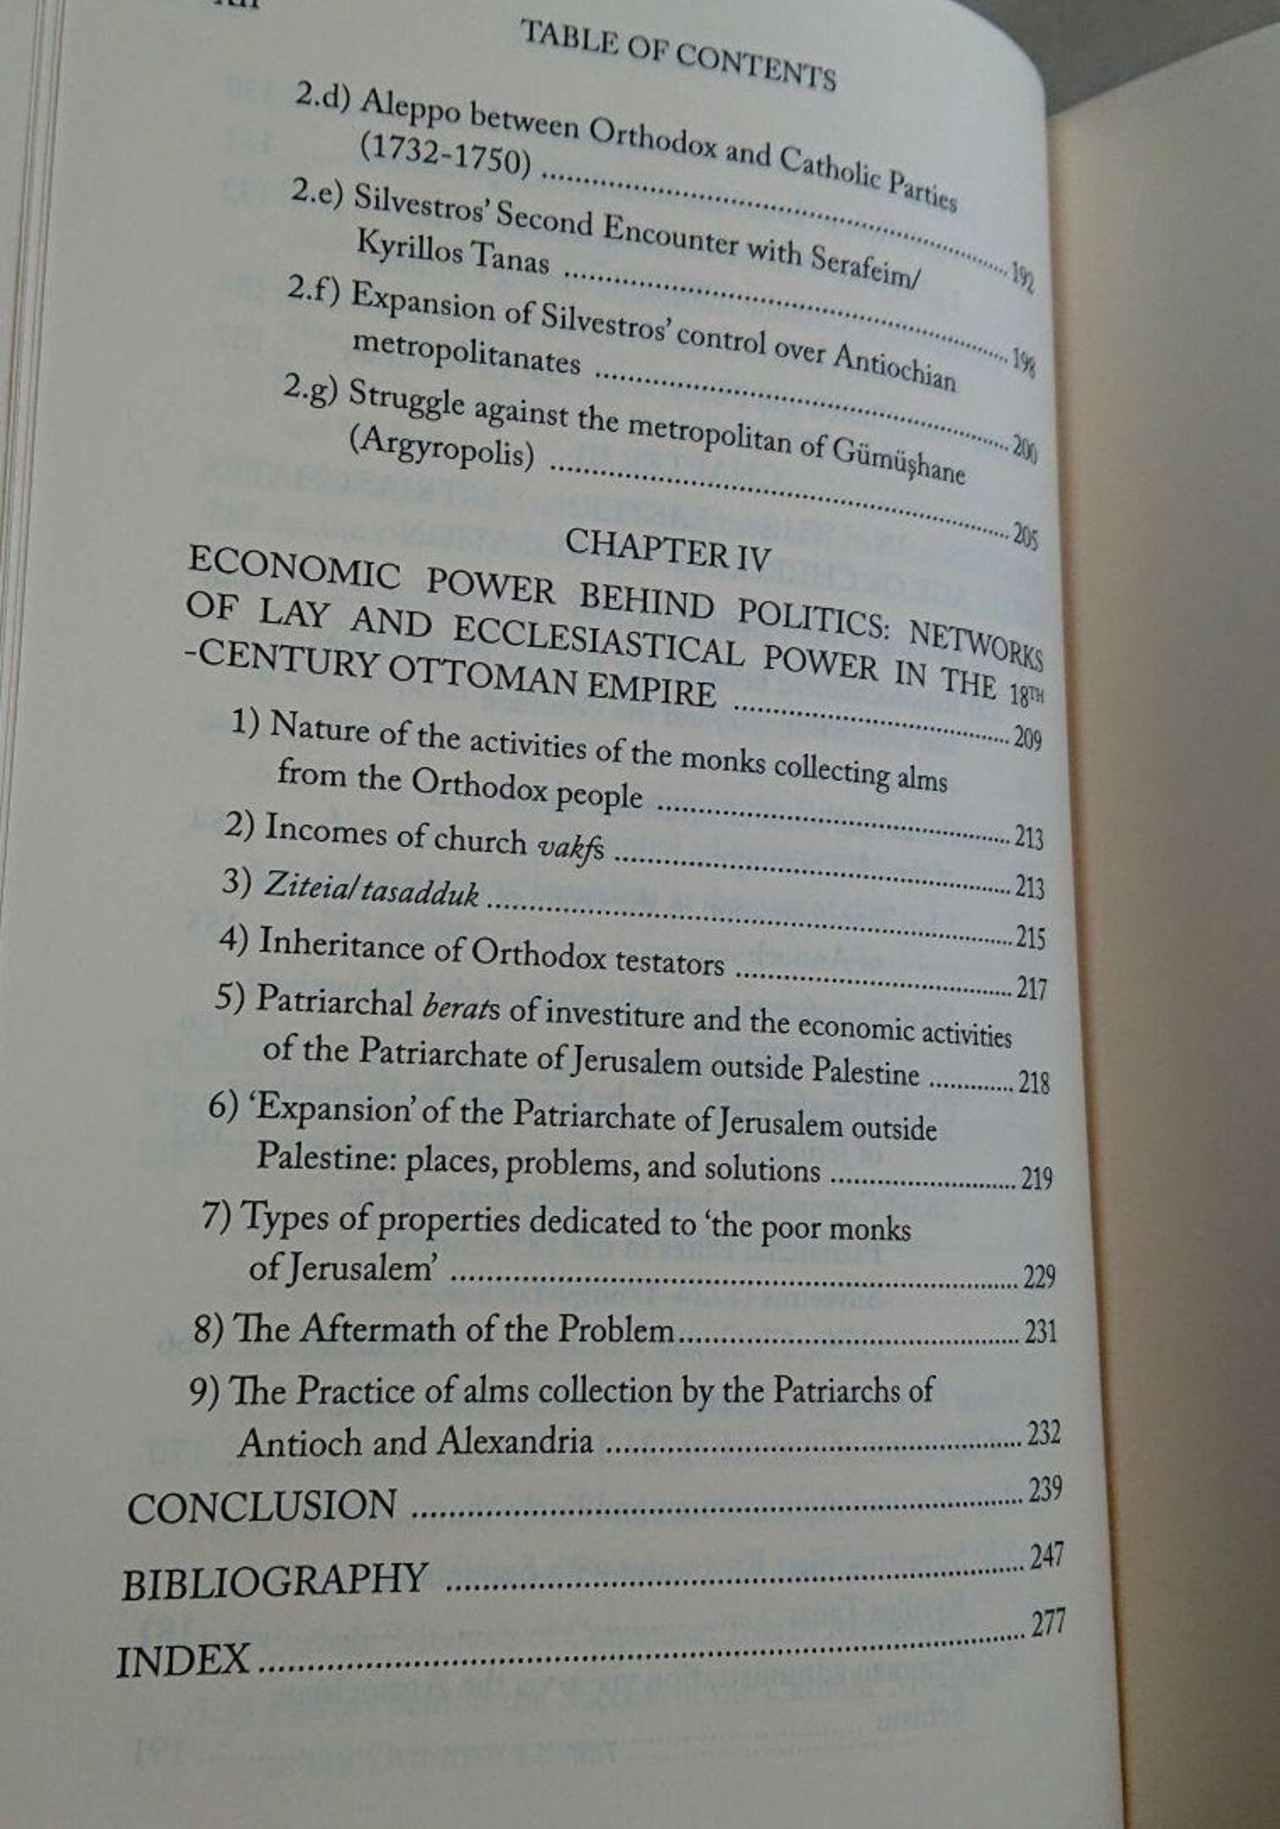 TABLE OF CONTENTS
2.d) Aleppo between Orthodox and Catholic Parties
(1732-1750) ........ 192
2.e) Silvestros' Second Encounter with Serafeim/
Kyrillos Tanas ........ 198
2.f) Expansion of Silvestros' control over Antiochian
metropolitanates ........ 200
2.g) Struggle against the metropolitan of Gümüşhane
(Argyropolis) ........ 205
CHAPTER IV
ECONOMIC POWER BEHIND POLITICS: NETWORKS
OF LAY AND ECCLESIASTICAL POWER IN THE 18TH
-CENTURY OTTOMAN EMPIRE ........ 209
1) Nature of the activities of the monks collecting alms
from the Orthodox people ........ 213
2) Incomes of church vakfs ........ 213
3) Ziteia/tasadduk ........ 215
4) Inheritance of Orthodox testators ........ 217
5) Patriarchal berats of investiture and the economic activities
of the Patriarchate of Jerusalem outside Palestine ........ 218
6) 'Expansion' of the Patriarchate of Jerusalem outside
Palestine: places, problems, and solutions ........ 219
7) Types of properties dedicated to 'the poor monks
of Jerusalem' ........ 229
8) The Aftermath of the Problem ........ 231
9) The Practice of alms collection by the Patriarchs of
Antioch and Alexandria ........ 232
CONCLUSION ........ 239
BIBLIOGRAPHY ........ 247
INDEX ........ 277